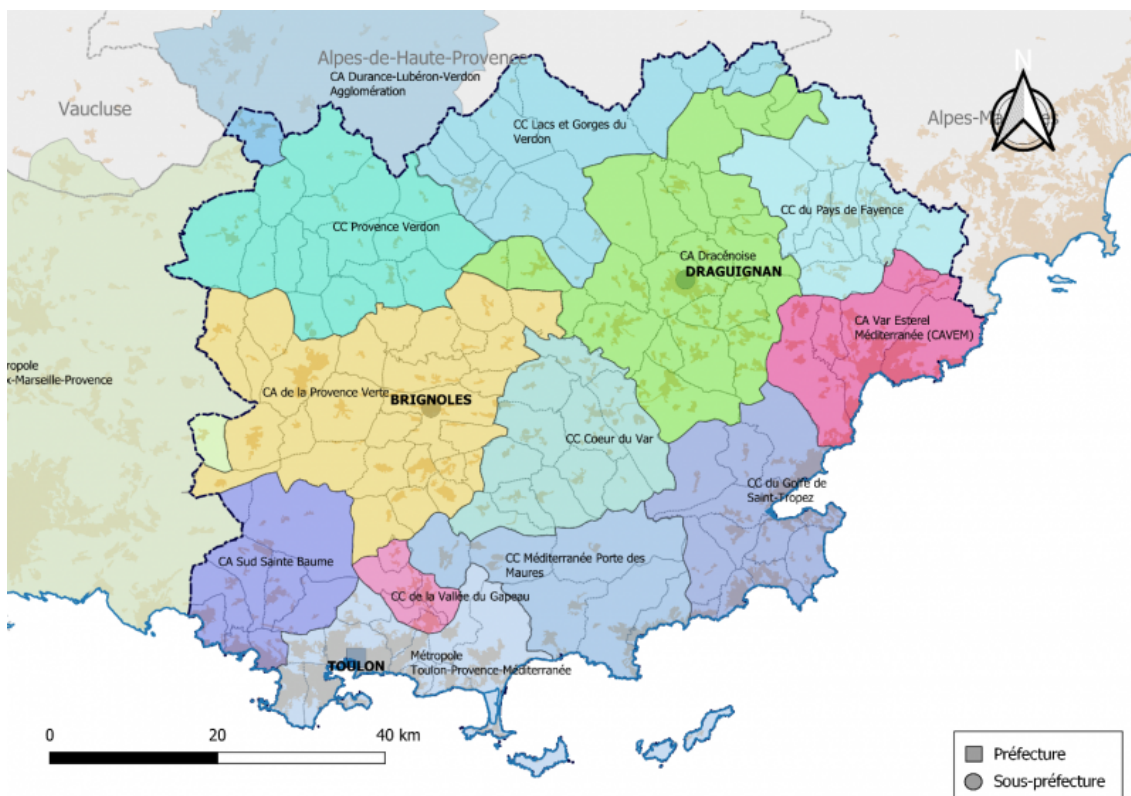 Alpes-de-Haute-Provence
CA Durance-Lubéron-Verdon
Agglomération
Vaucluse
N
CC Lacs et Gorges du
Verdon
CC du Pays de Fayence
CC Provence Verdon
CA Dracénoise
DRAGUIGNAN
CA Var Esterel
Méditerranée (CAVEM)
ropole
x-Marseille-Provence
CA de la Provence Verte
BRIGNOLES
CC Coeur du Var
CC du Golfe de
Saint-Tropez
CA Sud Sainte Baume
CC Méditerranée Porte des
Maures
CC de la Vallée du Gapeau
TOULON
Métropole
Toulon-Provence-Méditerranée
0
20
40 km
Préfecture
Sous-préfecture